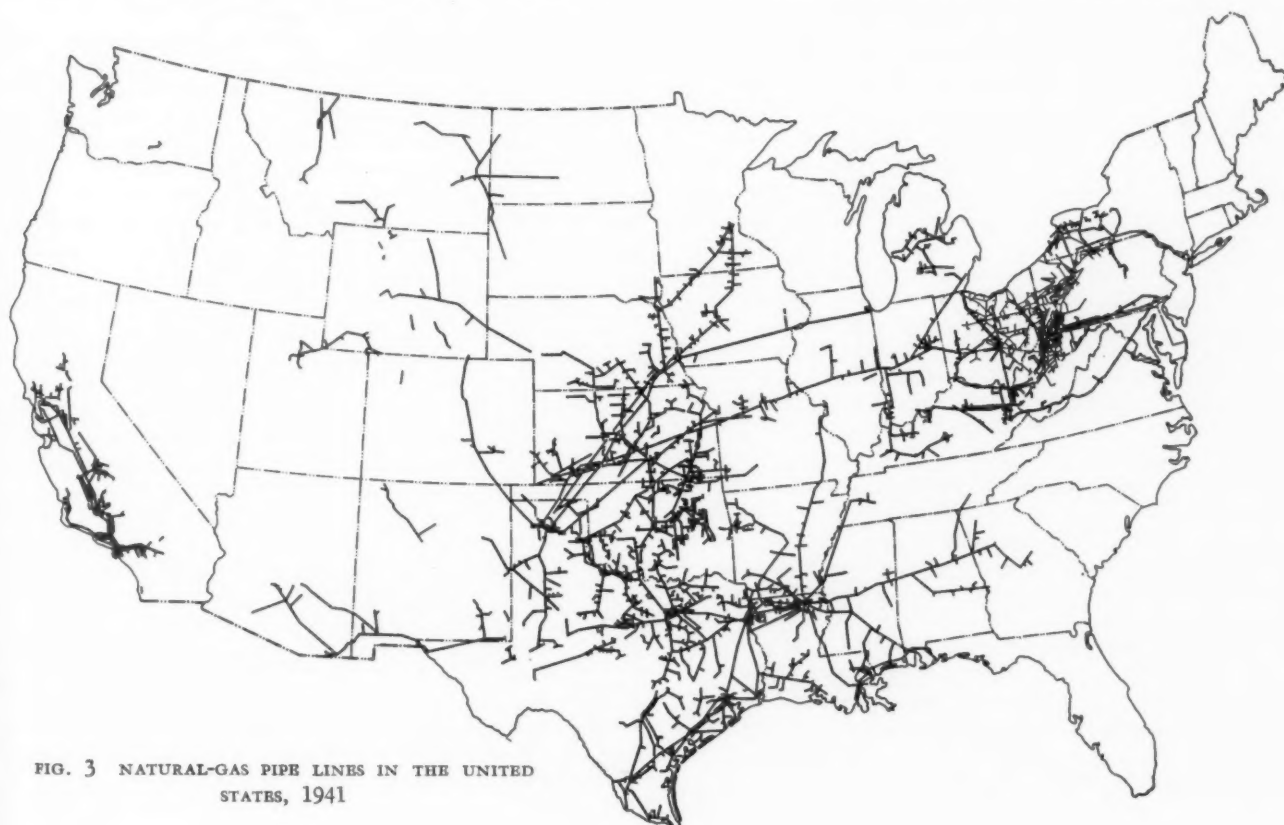 FIG. 3 NATURAL-GAS PIPE LINES IN THE UNITED
STATES, 1941